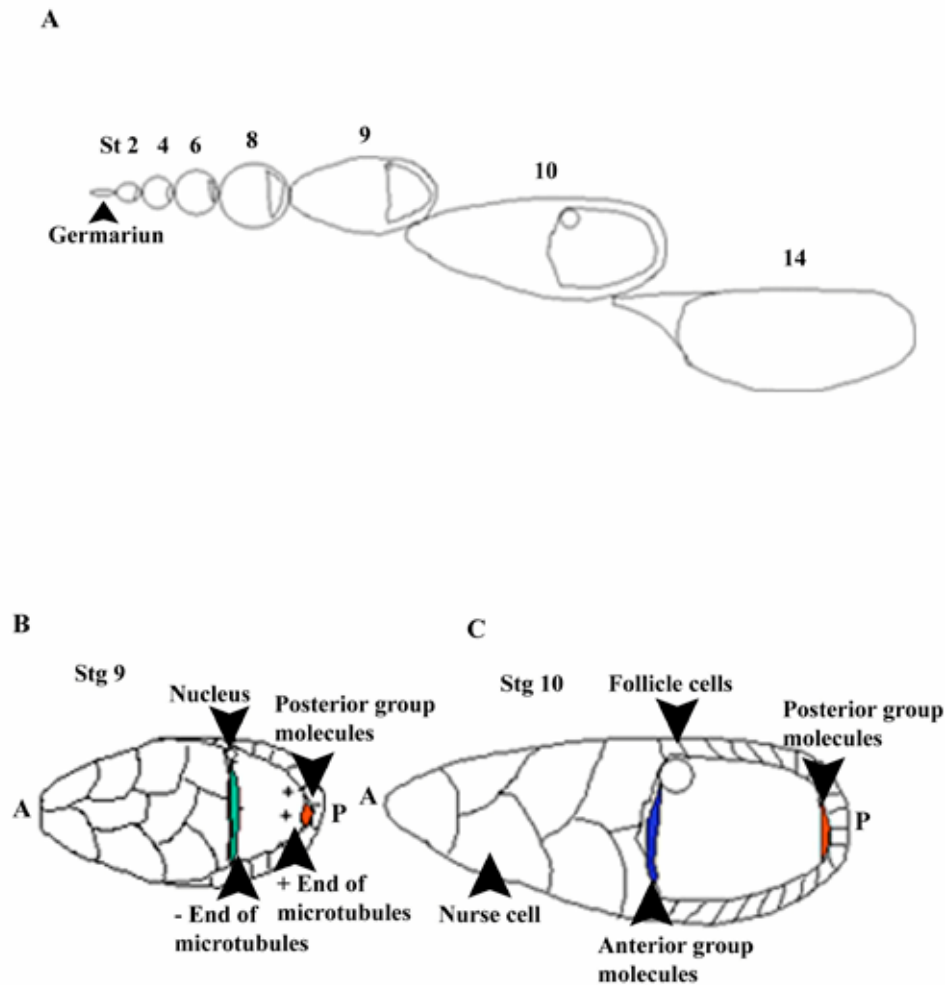 A
St 2 4 6 8 9 10 14
Germariun
B
Stg 9
Nucleus
Posterior group
molecules
A
+
+
P
+ End of
microtubules
- End of
microtubules
C
Stg 10
Follicle cells
Posterior group
molecules
A
P
Nurse cell
Anterior group
molecules